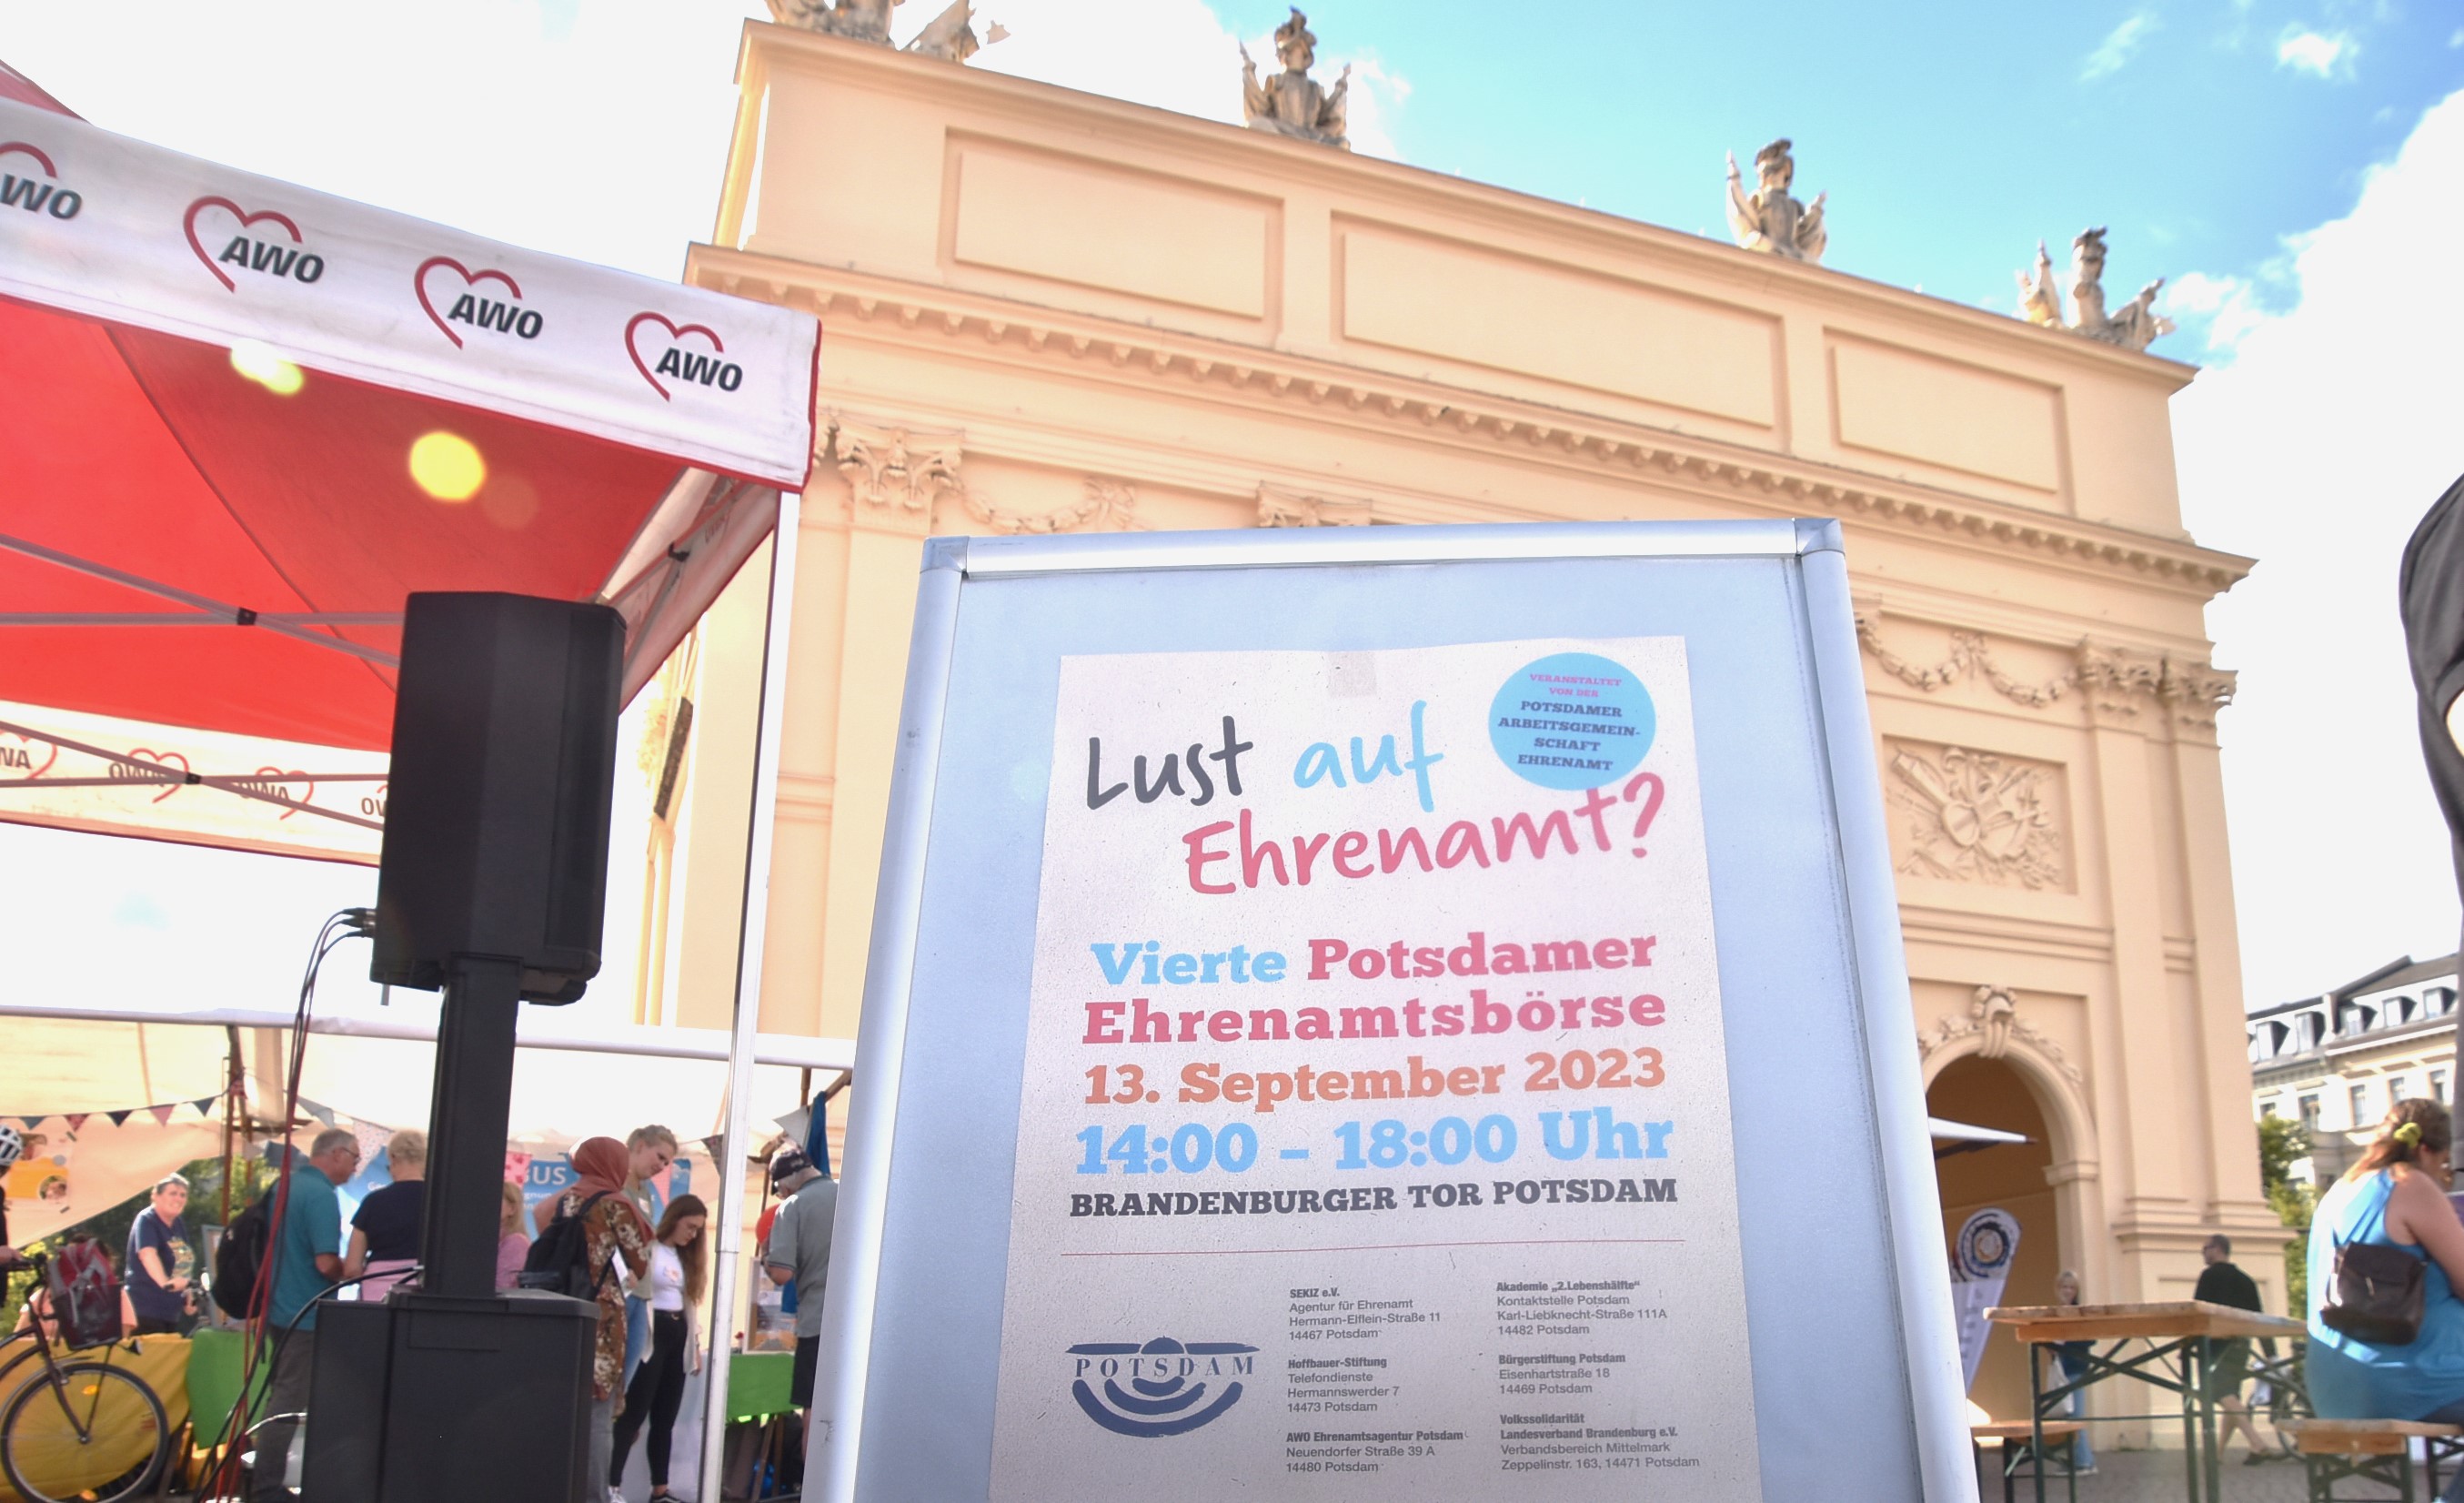 WO
AWO
AWO
AWO
VERANSTALTET
VON DER
POTSDAMER
ARBEITSGEMEIN-
SCHAFT
EHRENAMT
Lust auf
Ehrenamt?
Vierte Potsdamer
Ehrenamtsbörse
13. September 2023
14:00 – 18:00 Uhr
BRANDENBURGER TOR POTSDAM
POTSDAM
SEKIZ e.V.
Agentur für Ehrenamt
Hermann-Elflein-Straße 11
14467 Potsdam
Hoffbauer-Stiftung
Telefondienste
Hermannswerder 7
14473 Potsdam
AWO Ehrenamtsagentur Potsdam
Neuendorfer Straße 39 A
14480 Potsdam
Akademie „2.Lebenshälfte“
Kontaktstelle Potsdam
Karl-Liebknecht-Straße 111A
14482 Potsdam
Bürgerstiftung Potsdam
Eisenhartstraße 18
14469 Potsdam
Volkssolidarität
Landesverband Brandenburg e.V.
Verbandsbereich Mittelmark
Zeppelinstr. 163, 14471 Potsdam